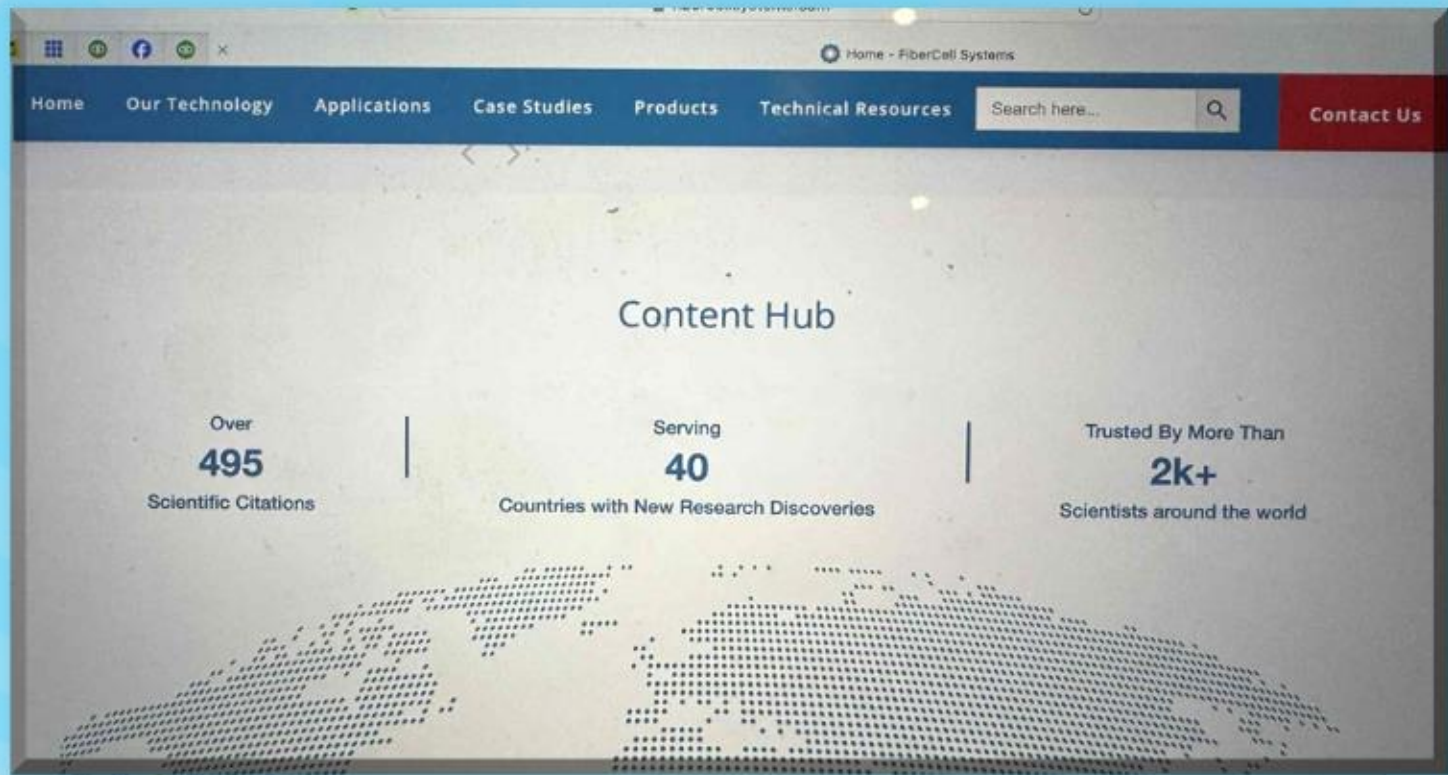 Home - FiberCell Systems
Home Our Technology Applications Case Studies Products Technical Resources Search here... Contact Us
Content Hub
Over
495
Scientific Citations
Serving
40
Countries with New Research Discoveries
Trusted By More Than
2k+
Scientists around the world